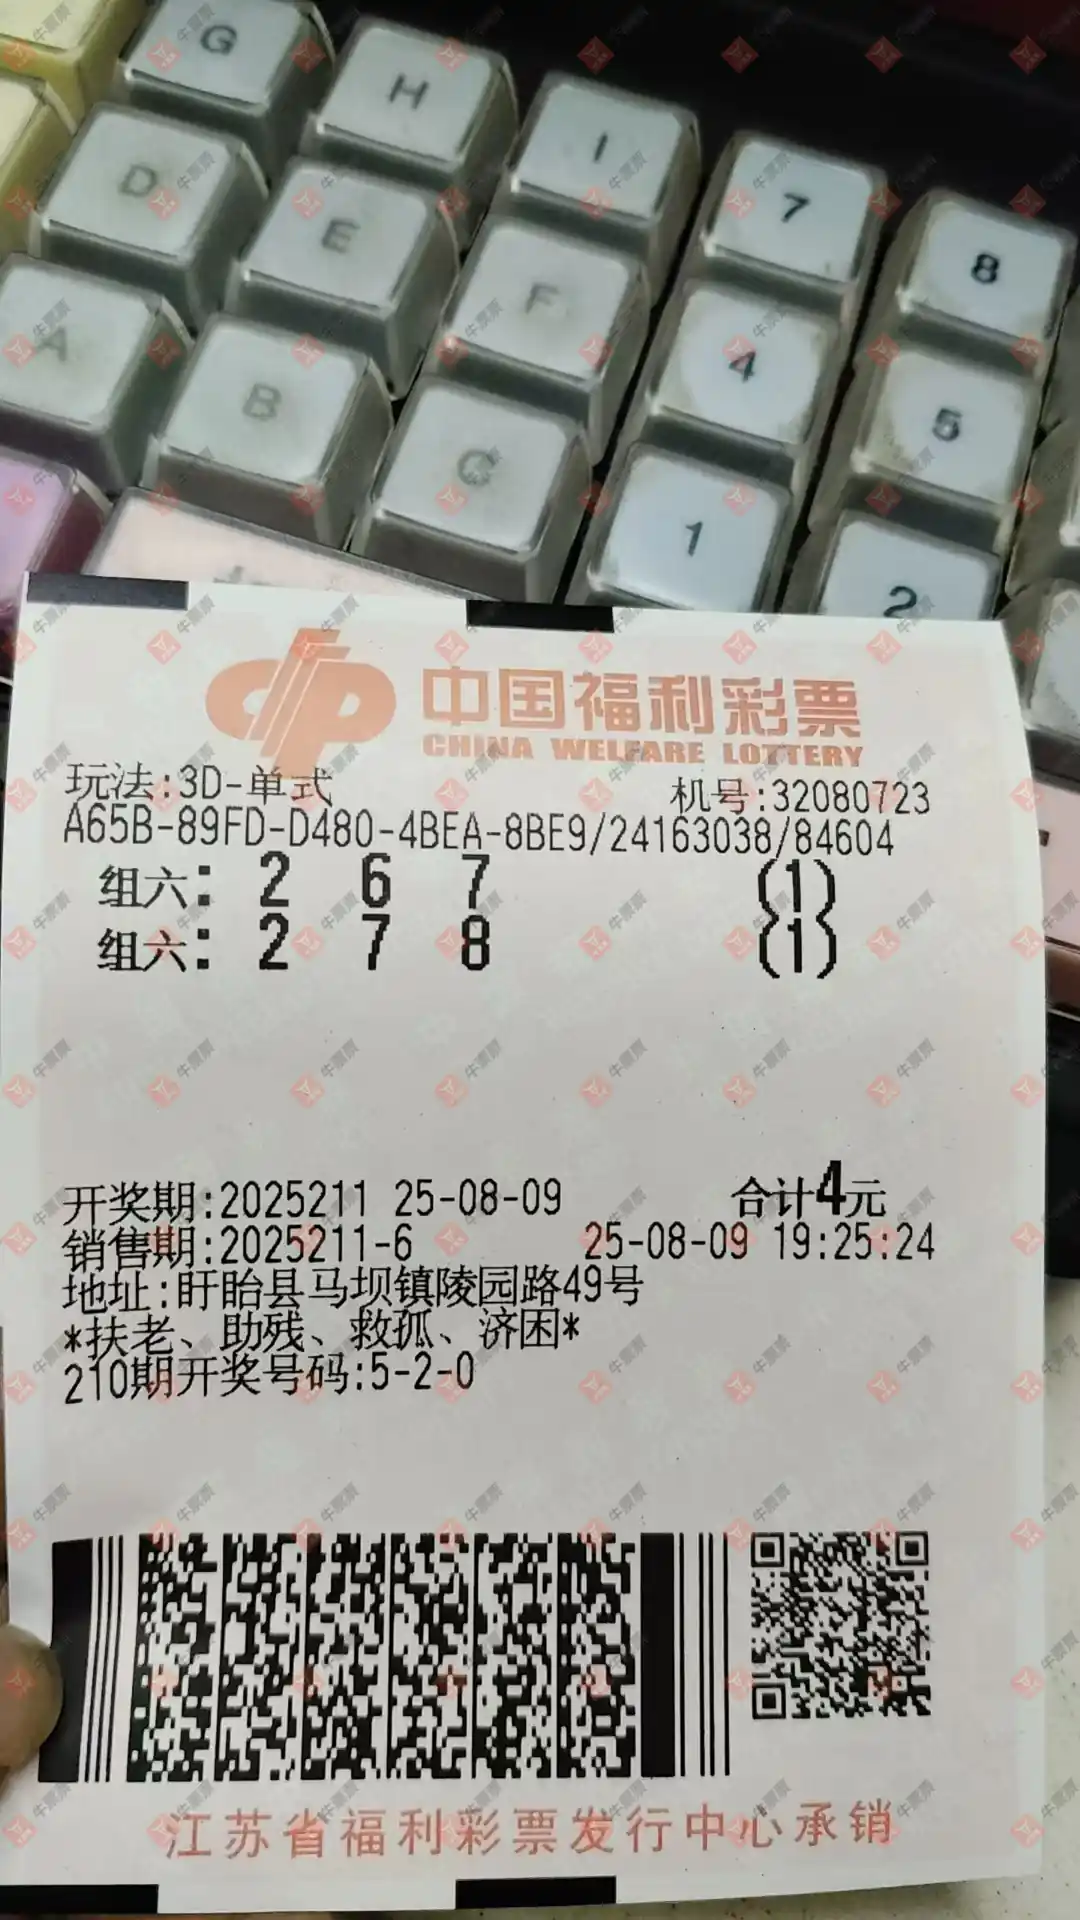 G
H
I
7
8
D
E
F
4
5
A
B
C
1
2
中国福利彩票
CHINA WELFARE LOTTERY
玩法:3D-单式 机号:32080723
A65B-89FD-D480-4BEA-8BE9/24163038/84604
组六: 2 6 7 (1)
组六: 2 7 8 (1)
开奖期:2025211 25-08-09 合计4元
销售期:2025211-6 25-08-09 19:25:24
地址:盱眙县马坝镇陵园路49号
*扶老、助残、救孤、济困*
210期开奖号码:5-2-0
江苏省福利彩票发行中心承销
牛票票